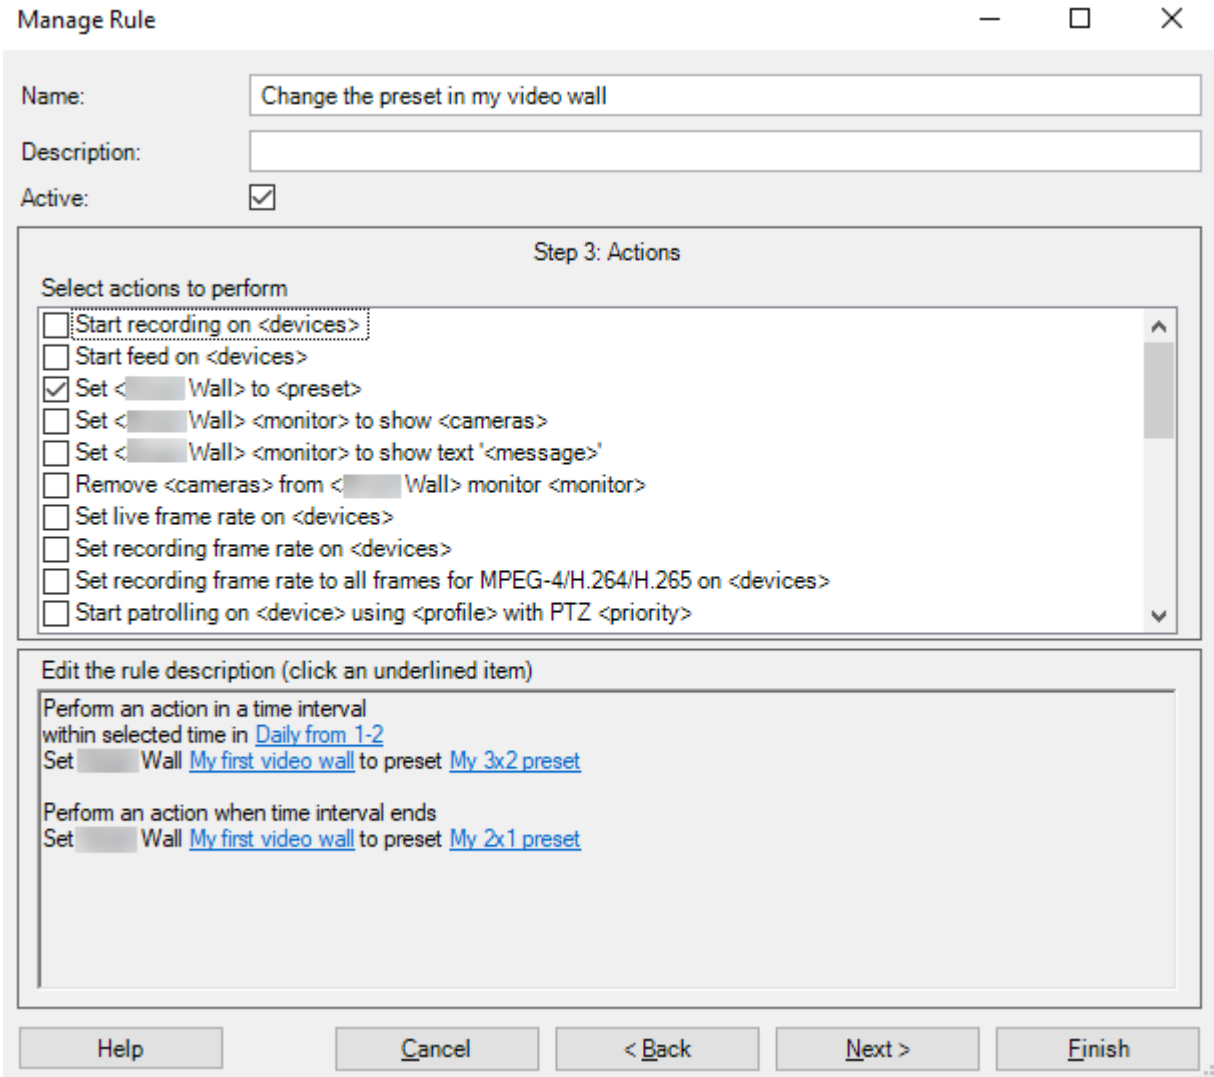 Manage Rule
Name: Change the preset in my video wall
Description:
Active:
Step 3: Actions
Select actions to perform
Start recording on <devices>
Start feed on <devices>
Set < Wall> to <preset>
Set < Wall> <monitor> to show <cameras>
Set < Wall> <monitor> to show text '<message>'
Remove <cameras> from < Wall> monitor <monitor>
Set live frame rate on <devices>
Set recording frame rate on <devices>
Set recording frame rate to all frames for MPEG-4/H.264/H.265 on <devices>
Start patrolling on <device> using <profile> with PTZ <priority>
Edit the rule description (click an underlined item)
Perform an action in a time interval
within selected time in Daily from 1-2
Set Wall My first video wall to preset My 3x2 preset
Perform an action when time interval ends
Set Wall My first video wall to preset My 2x1 preset
Help Cancel < Back Next > Finish